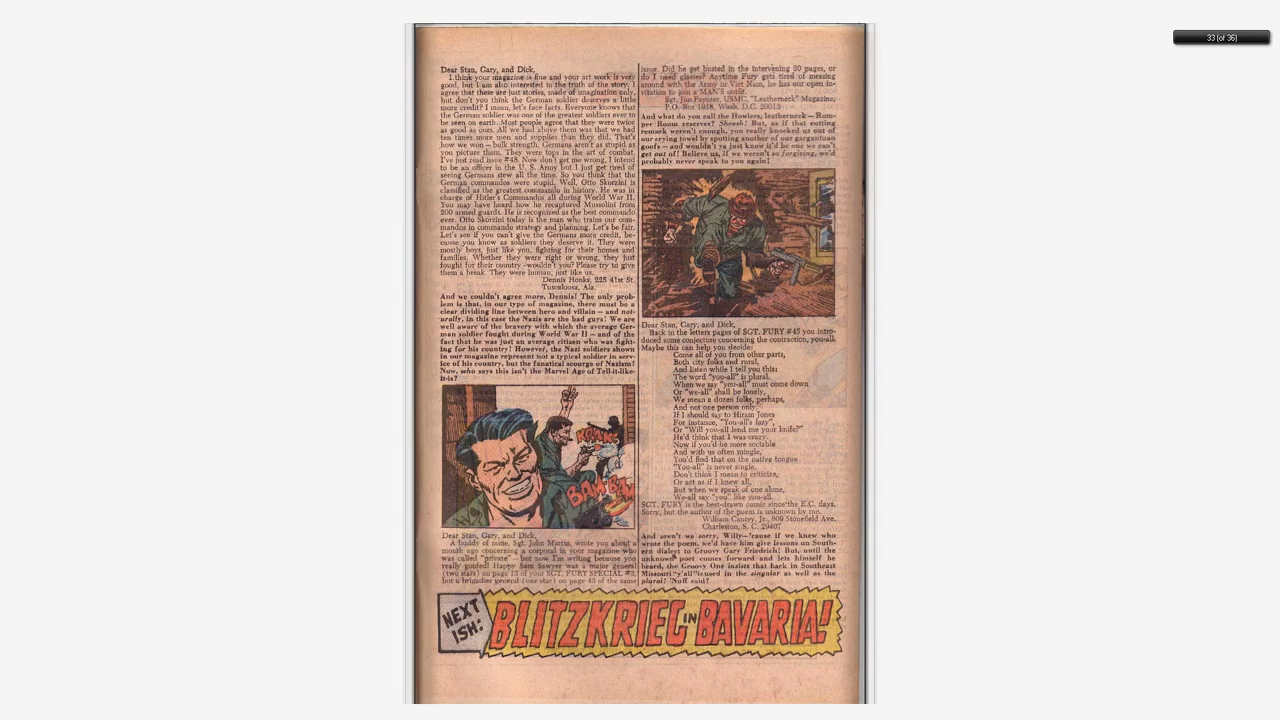 33 (of 36)
Dear Stan, Gary, and Dick,
I think your magazine is fine and your art work is very
good, but I am also interested in the truth of the story. I
agree that these are just stories, made of imagination only,
but don't you think the German soldier deserves a little
more credit? I mean, let's face facts. Everyone knows that
the German soldier was one of the greatest soldiers ever to
be seen on earth. Most people agree that they were twice
as good as ours. All we had above them was that we had
ten times more men and supplies than they did. That's
how we won — bulk strength. Germans aren't as stupid as
you picture them. They were tops in the art of combat.
I've just read issue #48. Now don't get me wrong, I intend
to be an officer in the U. S. Army but I just get tired of
seeing Germans stew all the time. So you think that the
German commandos were stupid. Well, Otto Skorzini is
classified as the greatest commando in history. He was in
charge of Hitler's Commandos all during World War II.
You may have heard how he recaptured Mussolini from
200 armed guards. He is recognized as the best commando
ever. Otto Skorzini today is the man who trains our com-
mandos in commando strategy and planning. Let's be fair.
Let's see if you can't give the Germans more credit, be-
cause you know as soldiers they deserve it. They were
mostly boys, just like you, fighting for their homes and
families. Whether they were right or wrong, they just
fought for their country—wouldn't you? Please try to give
them a break. They were human, just like us.
Dennis Honks, 225 41st St.
Tuscaloosa, Ala.
And we couldn't agree more, Dennis! The only prob-
lem is that, in our type of magazine, there must be a
clear dividing line between hero and villain — and nat-
urally, in this case the Nazis are the bad guys! We are
well aware of the bravery with which the average Ger-
man soldier fought during World War II — and of the
fact that he was just an average citizen who was fight-
ing for his country! However, the Nazi soldiers shown
in our magazine represent not a typical soldier in serv-
ice of his country, but the fanatical scourge of Nazism!
Now, who says this isn't the Marvel Age of Tell-it-like-
it-is?
KRAK!
BAM BAM
Dear Stan, Gary, and Dick,
A buddy of mine, Sgt. John Martin, wrote you about a
month ago concerning a corporal in your magazine who
was called "private" — but now I'm writing because you
really goofed! Happy Sam Sawyer was a major general
(two stars) on page 13 of your SGT. FURY SPECIAL #3,
but a brigadier general (one star) on page 43 of the same
issue. Did he get busted in the intervening 30 pages, or
do I need glasses? Anytime Fury gets tired of messing
around with the Army in Viet Nam, he has our open in-
vitation to join a MAN'S outfit.
Sgt. Jim Paynter, USMC, "Leatherneck" Magazine,
P.O. Box 1918, Wash. D.C. 20013
And what do you call the Howlers, leatherneck — Rom-
per Room reserves? Sheesh! But, as if that cutting
remark weren't enough, you really knocked us out of
our crying towel by spotting another of our gargantuan
goofs — and wouldn't ya just know it'd be one we can't
get out of! Believe us, if we weren't so forgiving, we'd
probably never speak to you again!
Dear Stan, Gary, and Dick,
Back in the letters pages of SGT. FURY #45 you intro-
duced some conjecture concerning the contraction, you-all.
Maybe this can help you decide:
Come all of you from other parts,
Both city folks and rural,
And listen while I tell you this:
The word "you-all" is plural.
When we say "you-all" must come down
Or "we-all" shall be lonely,
We mean a dozen folks, perhaps,
And not one person only.
If I should say to Hiram Jones
For instance, "You-all's lazy",
Or "Will you-all lend me your knife?"
He'd think that I was crazy.
Now if you'd be more sociable
And with us often mingle,
You'd find that on the native tongue
"You-all" is never single.
Don't think I mean to criticize,
Or act as if I knew all,
But when we speak of one alone,
We-all say "you" like you-all.
SGT. FURY is the best-drawn comic since the E.C. days.
Sorry, but the author of the poem is unknown by me.
William Cantey, Jr., 806 Stonefield Ave.
Charleston, S. C. 29407
And aren't we sorry, Willy—'cause if we knew who
wrote the poem, we'd have him give lessons on South-
ern dialect to Groovy Gary Friedrich! But, until the
unknown poet comes forward and lets himself be
heard, the Groovy One insists that back in Southeast
Missouri "y'all" is used in the singular as well as the
plural! 'Nuff said?
NEXT
ISH:
BLITZKRIEG IN BAVARIA!